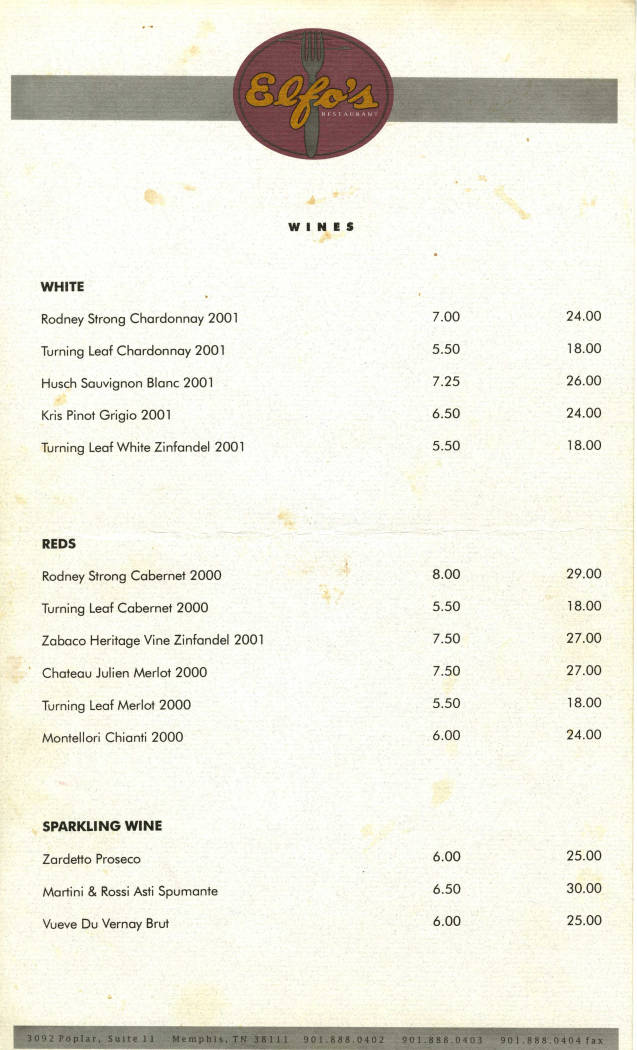 Elfo's
RESTAURANT
WINES
WHITE
Rodney Strong Chardonnay 2001 7.00 24.00
Turning Leaf Chardonnay 2001 5.50 18.00
Husch Sauvignon Blanc 2001 7.25 26.00
Kris Pinot Grigio 2001 6.50 24.00
Turning Leaf White Zinfandel 2001 5.50 18.00
REDS
Rodney Strong Cabernet 2000 8.00 29.00
Turning Leaf Cabernet 2000 5.50 18.00
Zabaco Heritage Vine Zinfandel 2001 7.50 27.00
Chateau Julien Merlot 2000 7.50 27.00
Turning Leaf Merlot 2000 5.50 18.00
Montellori Chianti 2000 6.00 24.00
SPARKLING WINE
Zardetto Proseco 6.00 25.00
Martini & Rossi Asti Spumante 6.50 30.00
Vueve Du Vernay Brut 6.00 25.00
3092 Poplar, Suite 11 Memphis, TN 38111 901.888.0402 901.888.0403 901.888.0404 fax